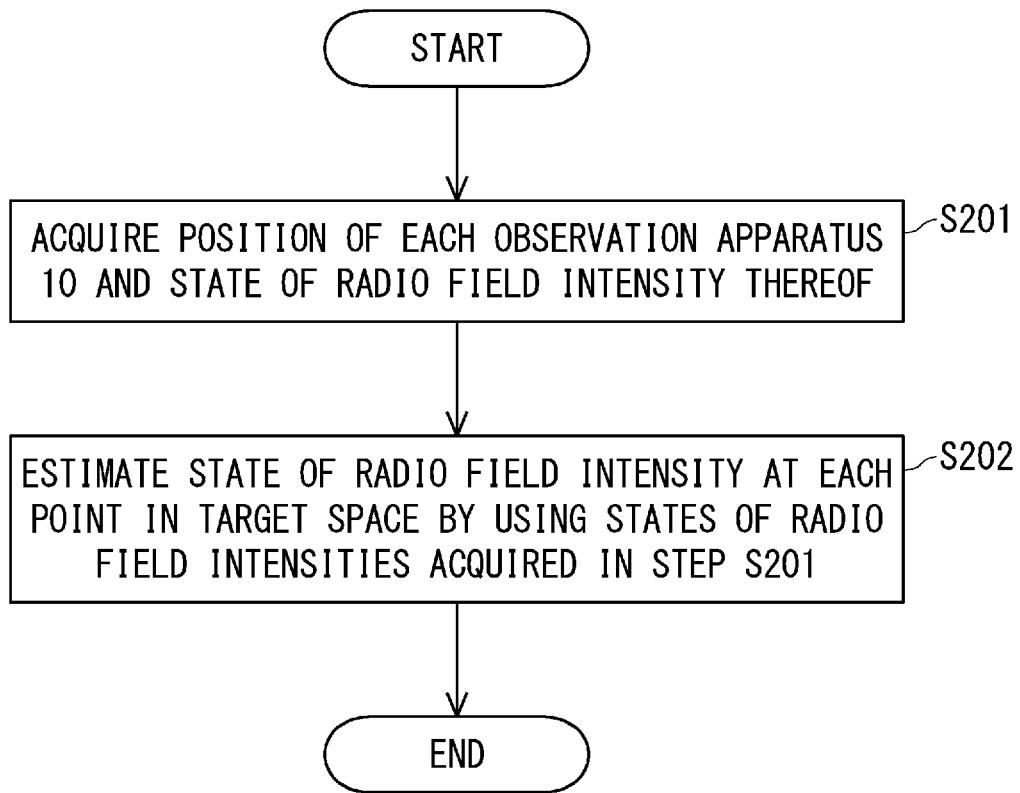 START
ACQUIRE POSITION OF EACH OBSERVATION APPARATUS
10 AND STATE OF RADIO FIELD INTENSITY THEREOF
S201
ESTIMATE STATE OF RADIO FIELD INTENSITY AT EACH
POINT IN TARGET SPACE BY USING STATES OF RADIO
FIELD INTENSITIES ACQUIRED IN STEP S201
S202
END